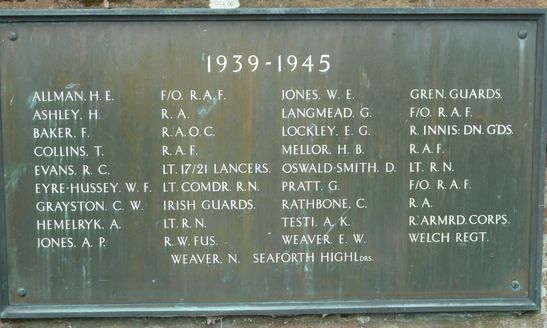 1939-1945
ALLMAN. H. E. F/O. R. A. F. JONES. W. E. GREN. GUARDS.
ASHLEY. H. R. A. LANGMEAD. G. F/O. R. A. F.
BAKER. F. R. A. O. C. LOCKLEY. E. G. R. INNIS: DN. G'DS.
COLLINS. T. R. A. F. MELLOR. H. B. R. A. F.
EVANS. R. C. LT. 17/21 LANCERS. OSWALD-SMITH. D. LT. R. N.
EYRE-HUSSEY. W. F. LT. COMDR. R. N. PRATT. G. F/O. R. A. F.
GRAYSTON. C. W. IRISH GUARDS. RATHBONE. C. R. A.
HEMELRYK. A. LT. R. N. TESTI. A. K. R. ARMRD. CORPS.
JONES. A. P. R. W. FUS. WEAVER. E. W. WELCH REGT.
WEAVER. N. SEAFORTH HIGHLDRS.